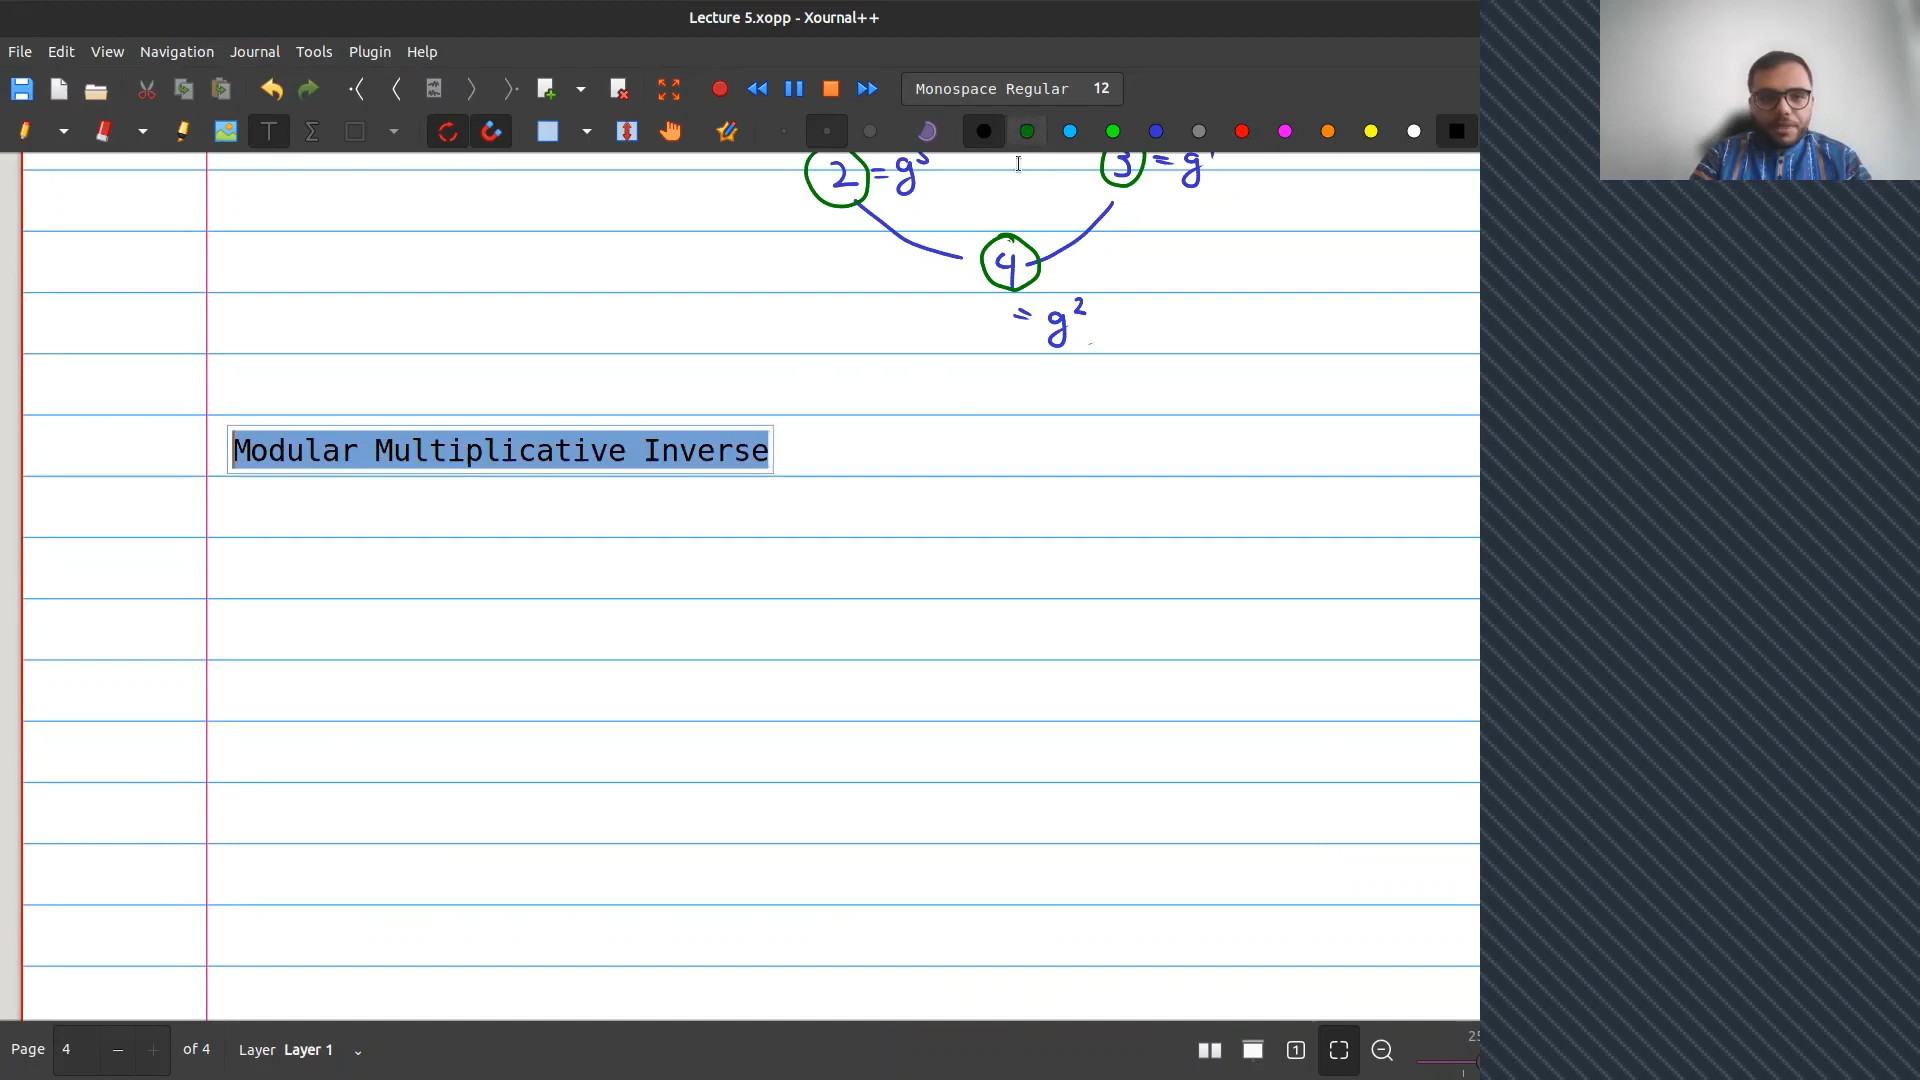 Lecture 5.xopp - Xournal++
File Edit View Navigation Journal Tools Plugin Help
Monospace Regular 12
2 = g³ 3 = g
4
= g²
Modular Multiplicative Inverse
Page 4 of 4 Layer Layer 1